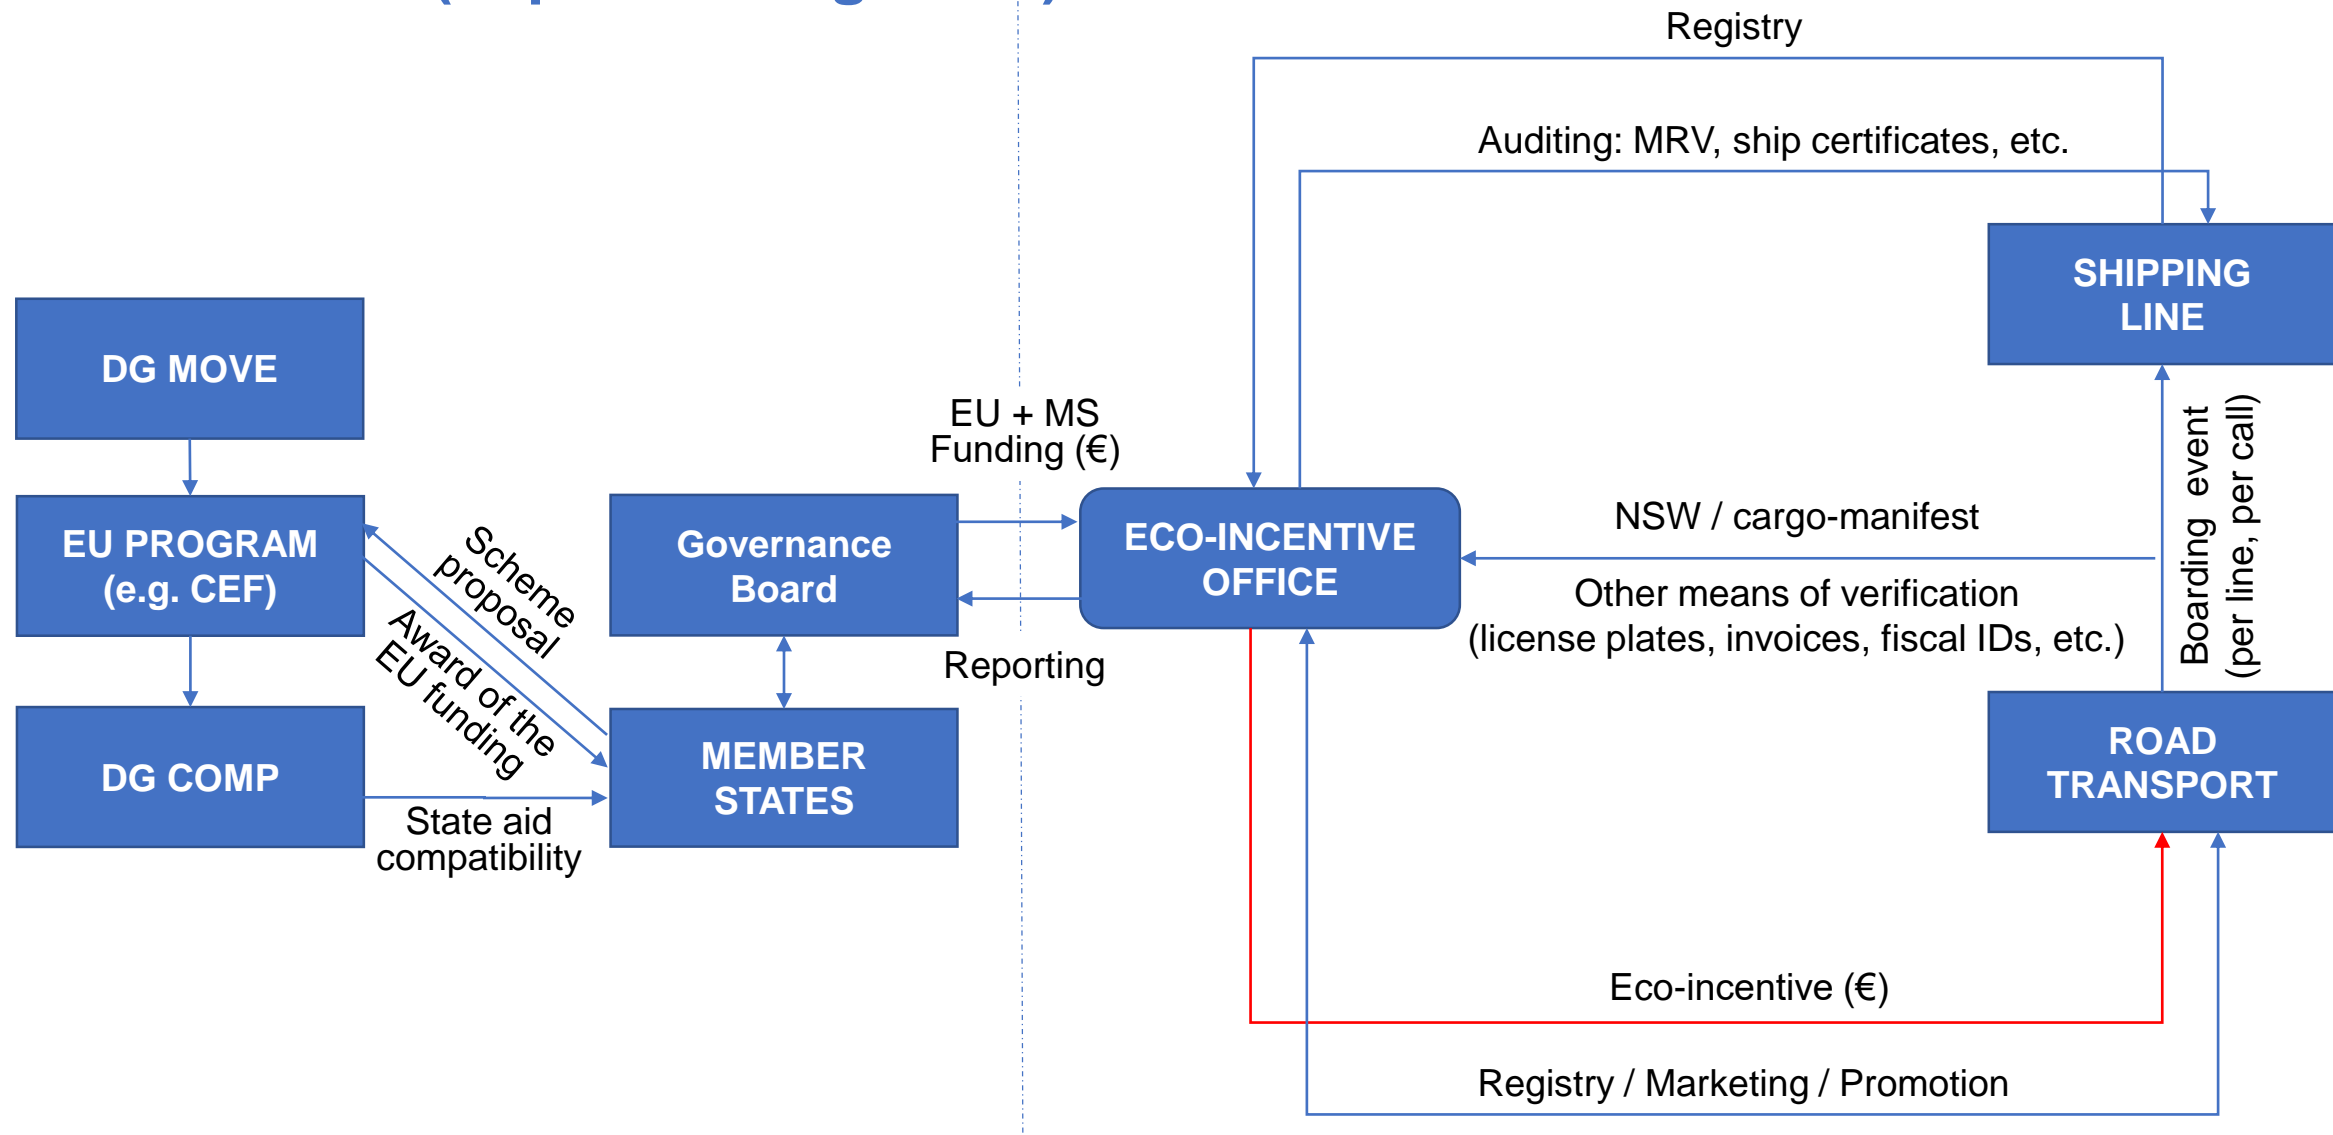 Registry
Auditing: MRV, ship certificates, etc.
SHIPPING
LINE
DG MOVE
EU + MS
Funding (€)
Boarding event
(per line, per call)
EU PROGRAM
(e.g. CEF)
Scheme
proposal
Governance
Board
ECO-INCENTIVE
OFFICE
NSW / cargo-manifest
Other means of verification
(license plates, invoices, fiscal IDs, etc.)
Award of the
EU funding
Reporting
DG COMP
State aid
compatibility
MEMBER
STATES
ROAD
TRANSPORT
Eco-incentive (€)
Registry / Marketing / Promotion